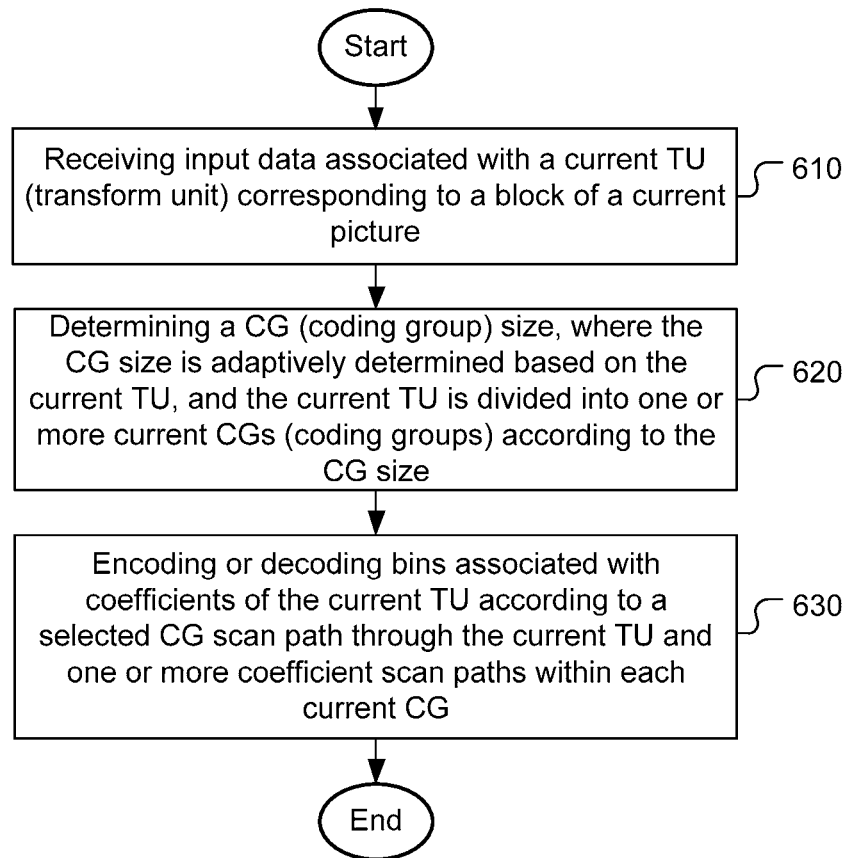 Start
Receiving input data associated with a current TU
(transform unit) corresponding to a block of a current
picture
610
Determining a CG (coding group) size, where the
CG size is adaptively determined based on the
current TU, and the current TU is divided into one or
more current CGs (coding groups) according to the
CG size
620
Encoding or decoding bins associated with
coefficients of the current TU according to a
selected CG scan path through the current TU and
one or more coefficient scan paths within each
current CG
630
End